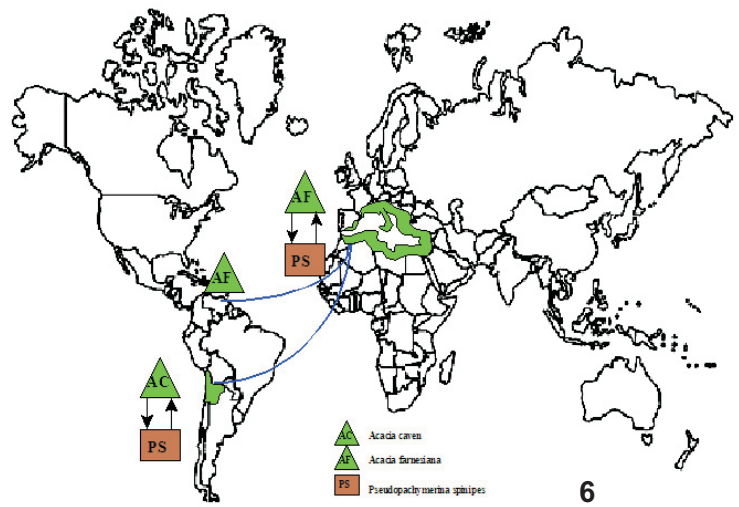 AF
PS
AF
AC
PS
AC Acacia caven
AF Acacia farnesiana
PS Pseudopachymerina spinipes
6